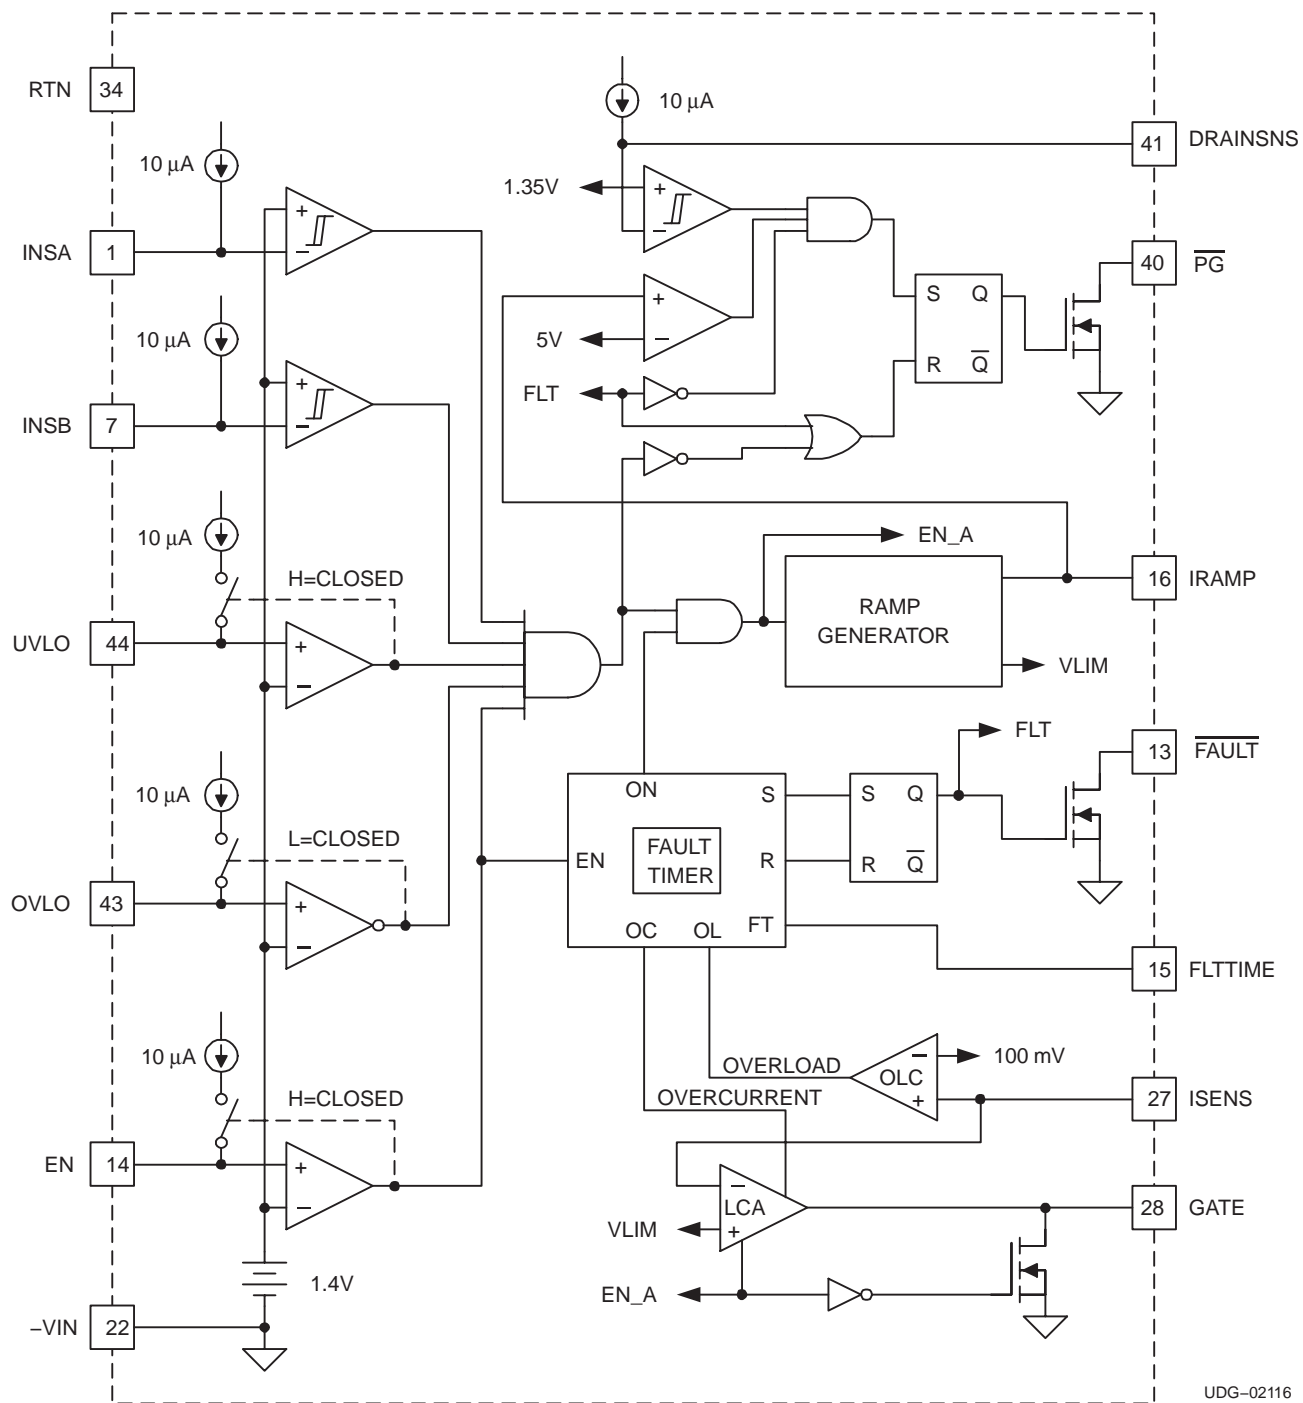 RTN
34
10 μA
10 μA
41
DRAINSNS
1.35V
+
−
INSA
1
+
−
40
P̅G̅
S
Q
R
Q̅
10 μA
+
−
5V
FLT
INSB
7
+
−
10 μA
H=CLOSED
EN_A
UVLO
44
+
−
RAMP
GENERATOR
16
IRAMP
VLIM
FLT
13
F̅A̅U̅L̅T̅
10 μA
L=CLOSED
ON
S
S
Q
EN
FAULT
TIMER
R
R
Q̅
OVLO
43
+
−
OC
OL
FT
15
FLTTIME
10 μA
OVERLOAD
−
OLC
+
100 mV
H=CLOSED
OVERCURRENT
27
ISENS
EN
14
+
−
−
LCA
+
VLIM
28
GATE
1.4V
EN_A
–VIN
22
UDG–02116